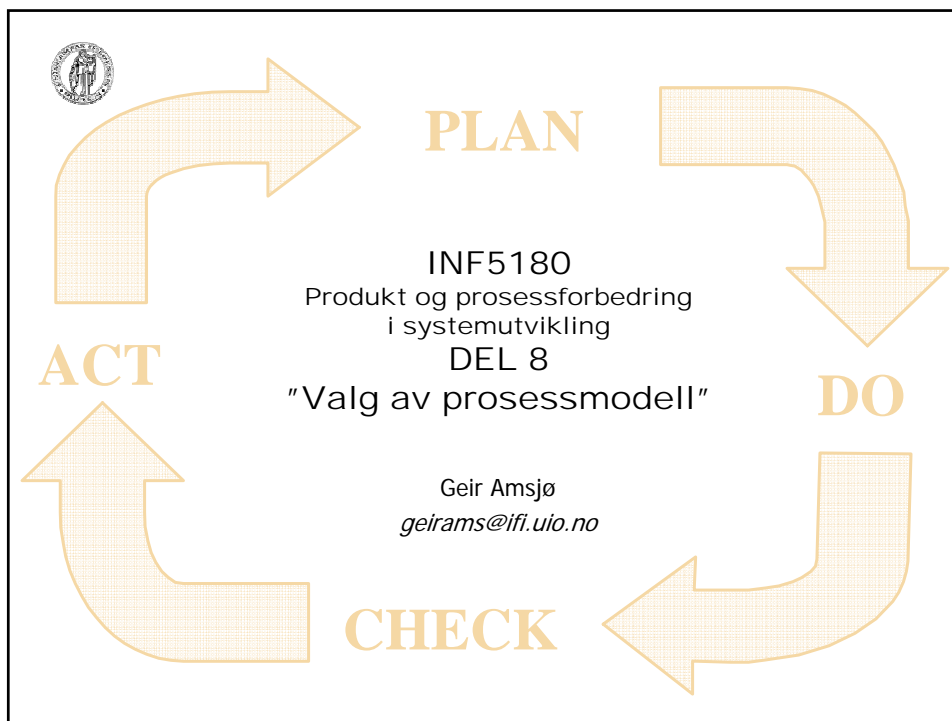 PLAN
INF5180
Produkt og prosessforbedring
i systemutvikling
DEL 8
"Valg av prosessmodell"
ACT
DO
Geir Amsjø
geirams@ifi.uio.no
CHECK